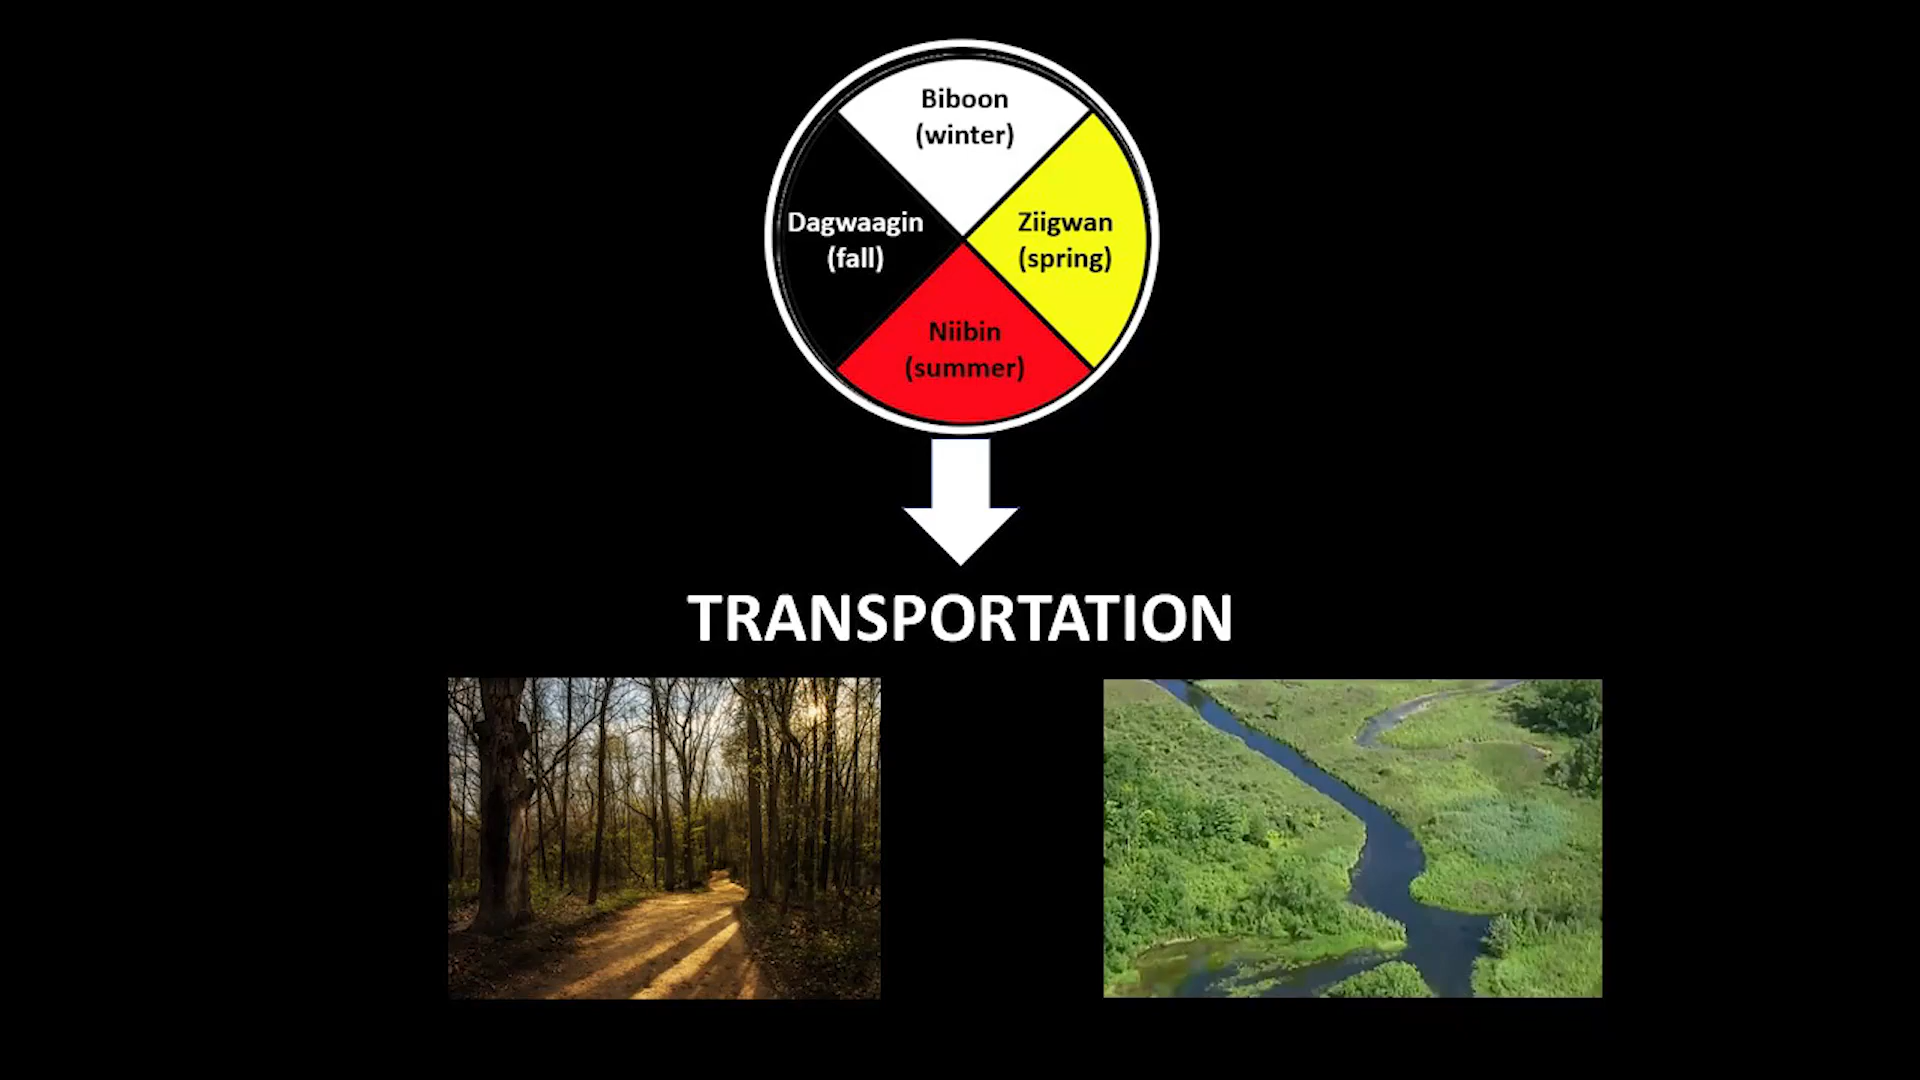 Biboon
(winter)
Dagwaagin
(fall)
Ziigwan
(spring)
Niibin
(summer)
TRANSPORTATION